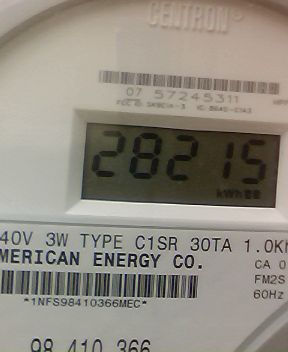 CENTRON®
07 57245311
28215
kWh
40V 3W TYPE C1SR 30TA 1.0K
MERICAN ENERGY CO.
CA 0
FM2S
60Hz
*1NFS98410366MEC*
98 410 366